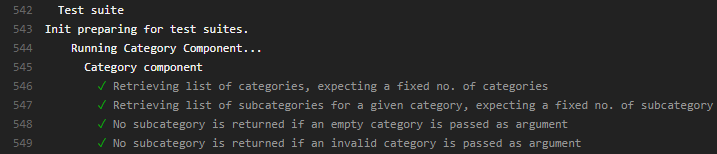 542 Test suite
543 Init preparing for test suites.
544 Running Category Component...
545 Category component
546 ✓ Retrieving list of categories, expecting a fixed no. of categories
547 ✓ Retrieving list of subcategories for a given category, expecting a fixed no. of subcategory
548 ✓ No subcategory is returned if an empty category is passed as argument
549 ✓ No subcategory is returned if an invalid category is passed as argument